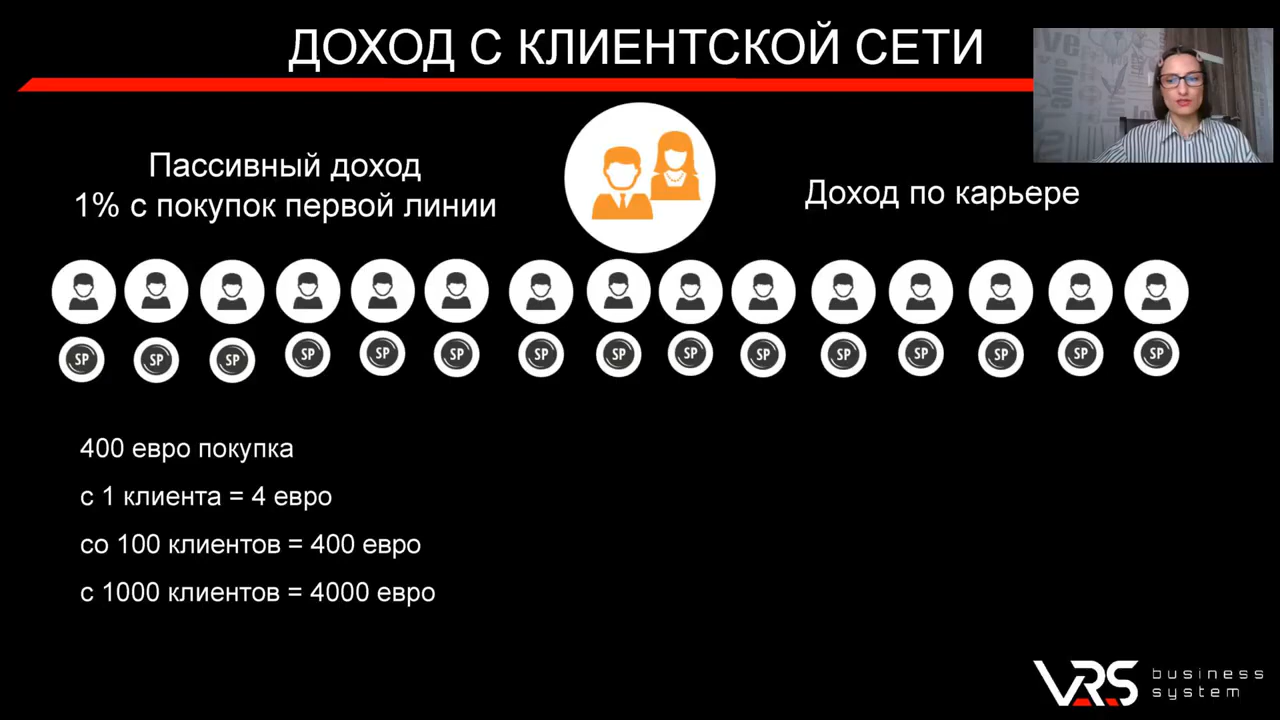 ДОХОД С КЛИЕНТСКОЙ СЕТИ
Пассивный доход
1% с покупок первой линии
Доход по карьере
SP SP SP SP SP SP SP SP SP SP SP SP SP SP SP
400 евро покупка
с 1 клиента = 4 евро
со 100 клиентов = 400 евро
с 1000 клиентов = 4000 евро
VRS business
system